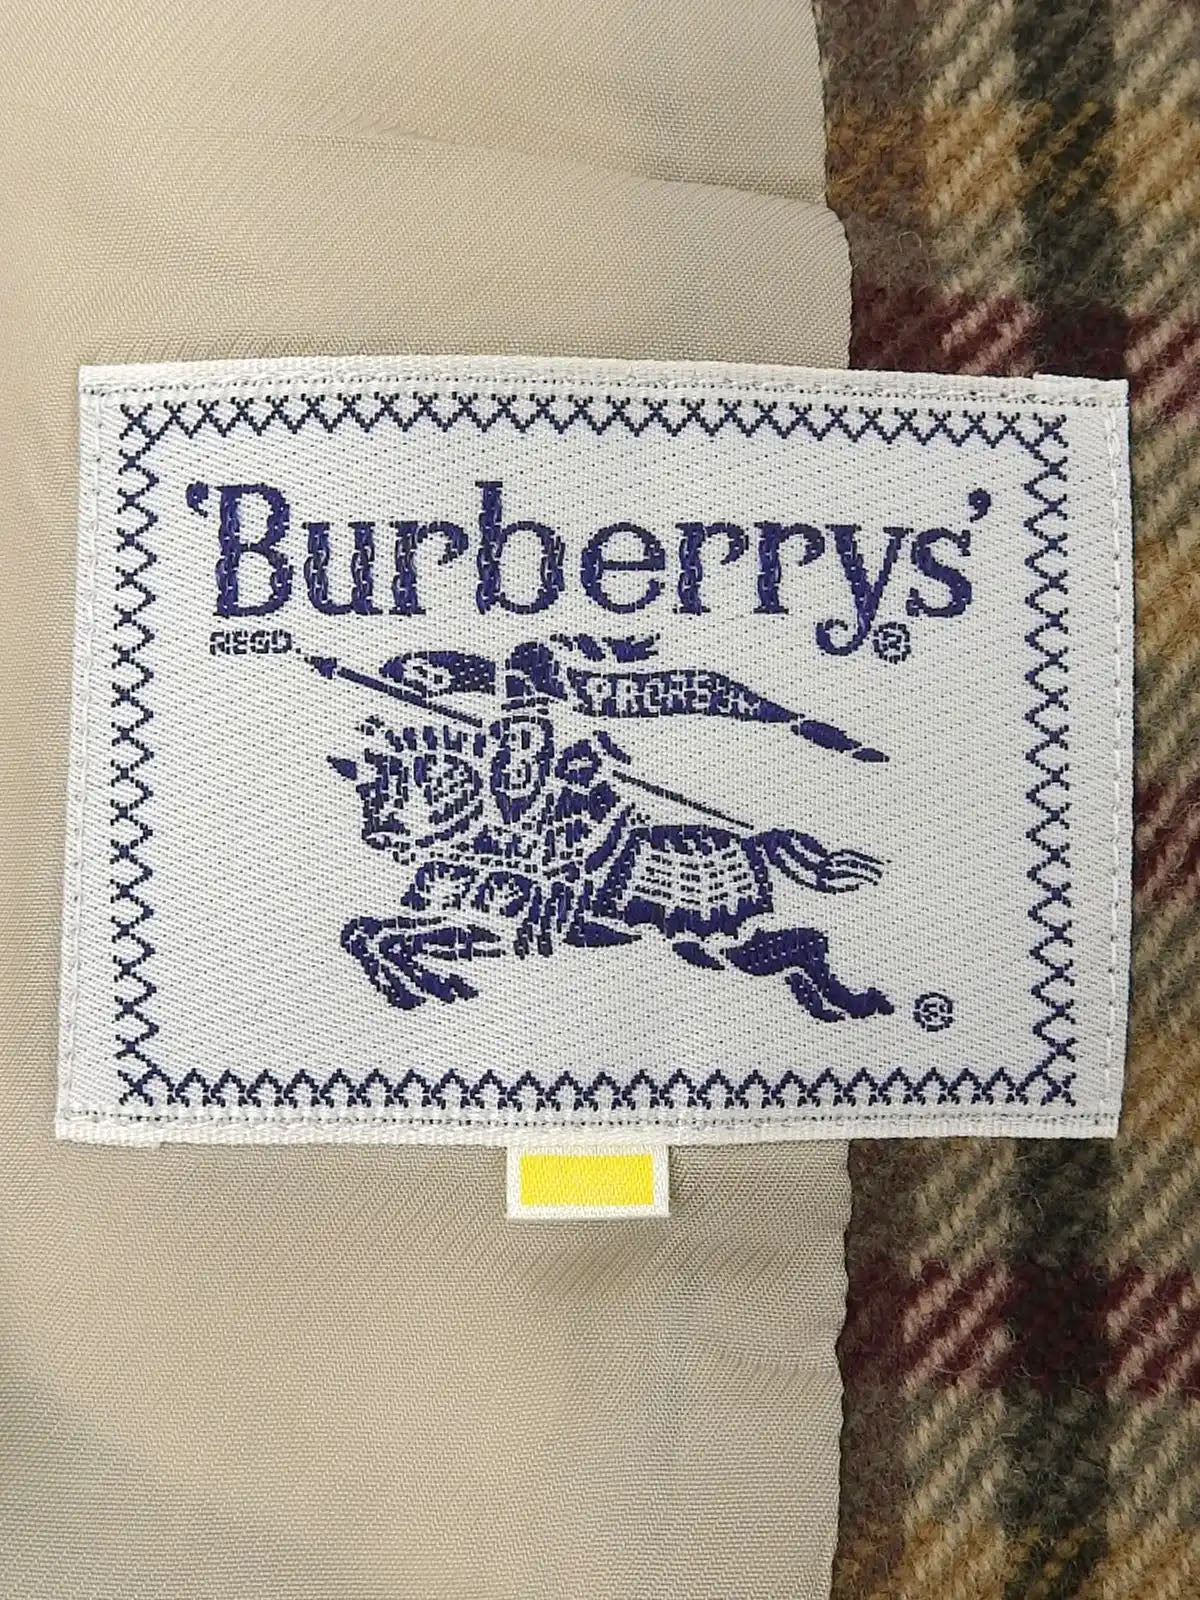 'Burberrys'
REGD.
®
PRORSUM
®